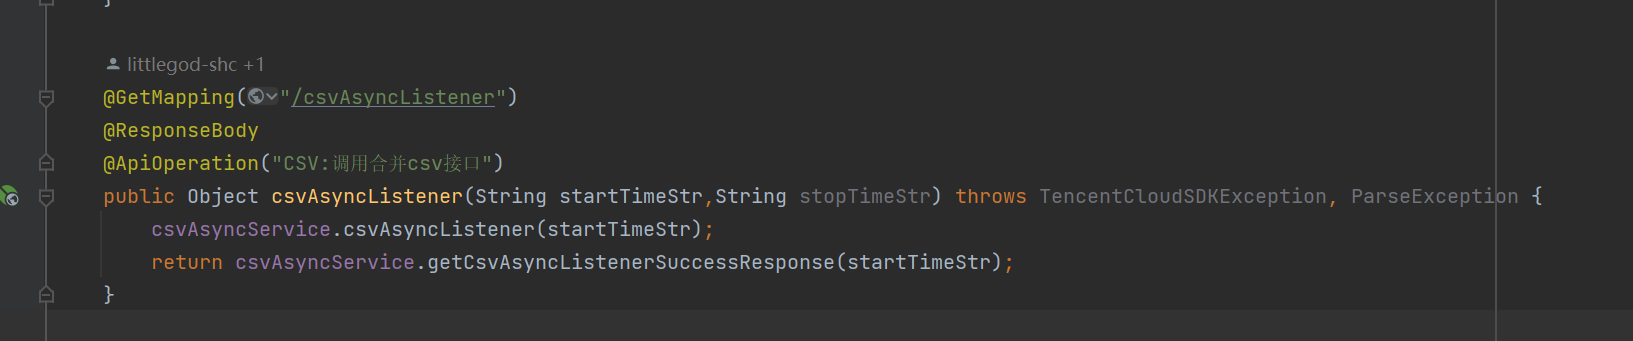 }
littlegod-shc +1
@GetMapping("/csvAsyncListener")
@ResponseBody
@ApiOperation("CSV:调用合并csv接口")
public Object csvAsyncListener(String startTimeStr,String stopTimeStr) throws TencentCloudSDKException, ParseException {
csvAsyncService.csvAsyncListener(startTimeStr);
return csvAsyncService.getCsvAsyncListenerSuccessResponse(startTimeStr);
}